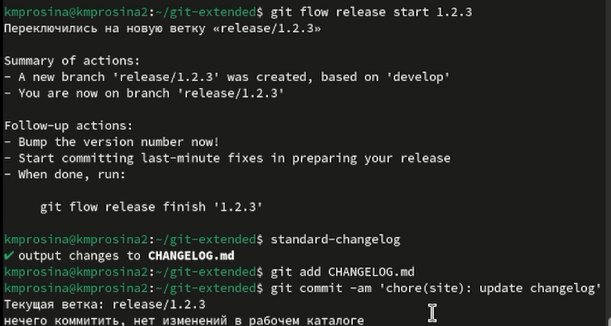 kmprosina@kmprosina2:~/git-extended$ git flow release start 1.2.3
Переключились на новую ветку «release/1.2.3»

Summary of actions:
- A new branch 'release/1.2.3' was created, based on 'develop'
- You are now on branch 'release/1.2.3'

Follow-up actions:
- Bump the version number now!
- Start committing last-minute fixes in preparing your release
- When done, run:

     git flow release finish '1.2.3'

kmprosina@kmprosina2:~/git-extended$ standard-changelog
✔ output changes to CHANGELOG.md
kmprosina@kmprosina2:~/git-extended$ git add CHANGELOG.md
kmprosina@kmprosina2:~/git-extended$ git commit -am 'chore(site): update changelog'
Текущая ветка: release/1.2.3
нечего коммитить, нет изменений в рабочем каталоге